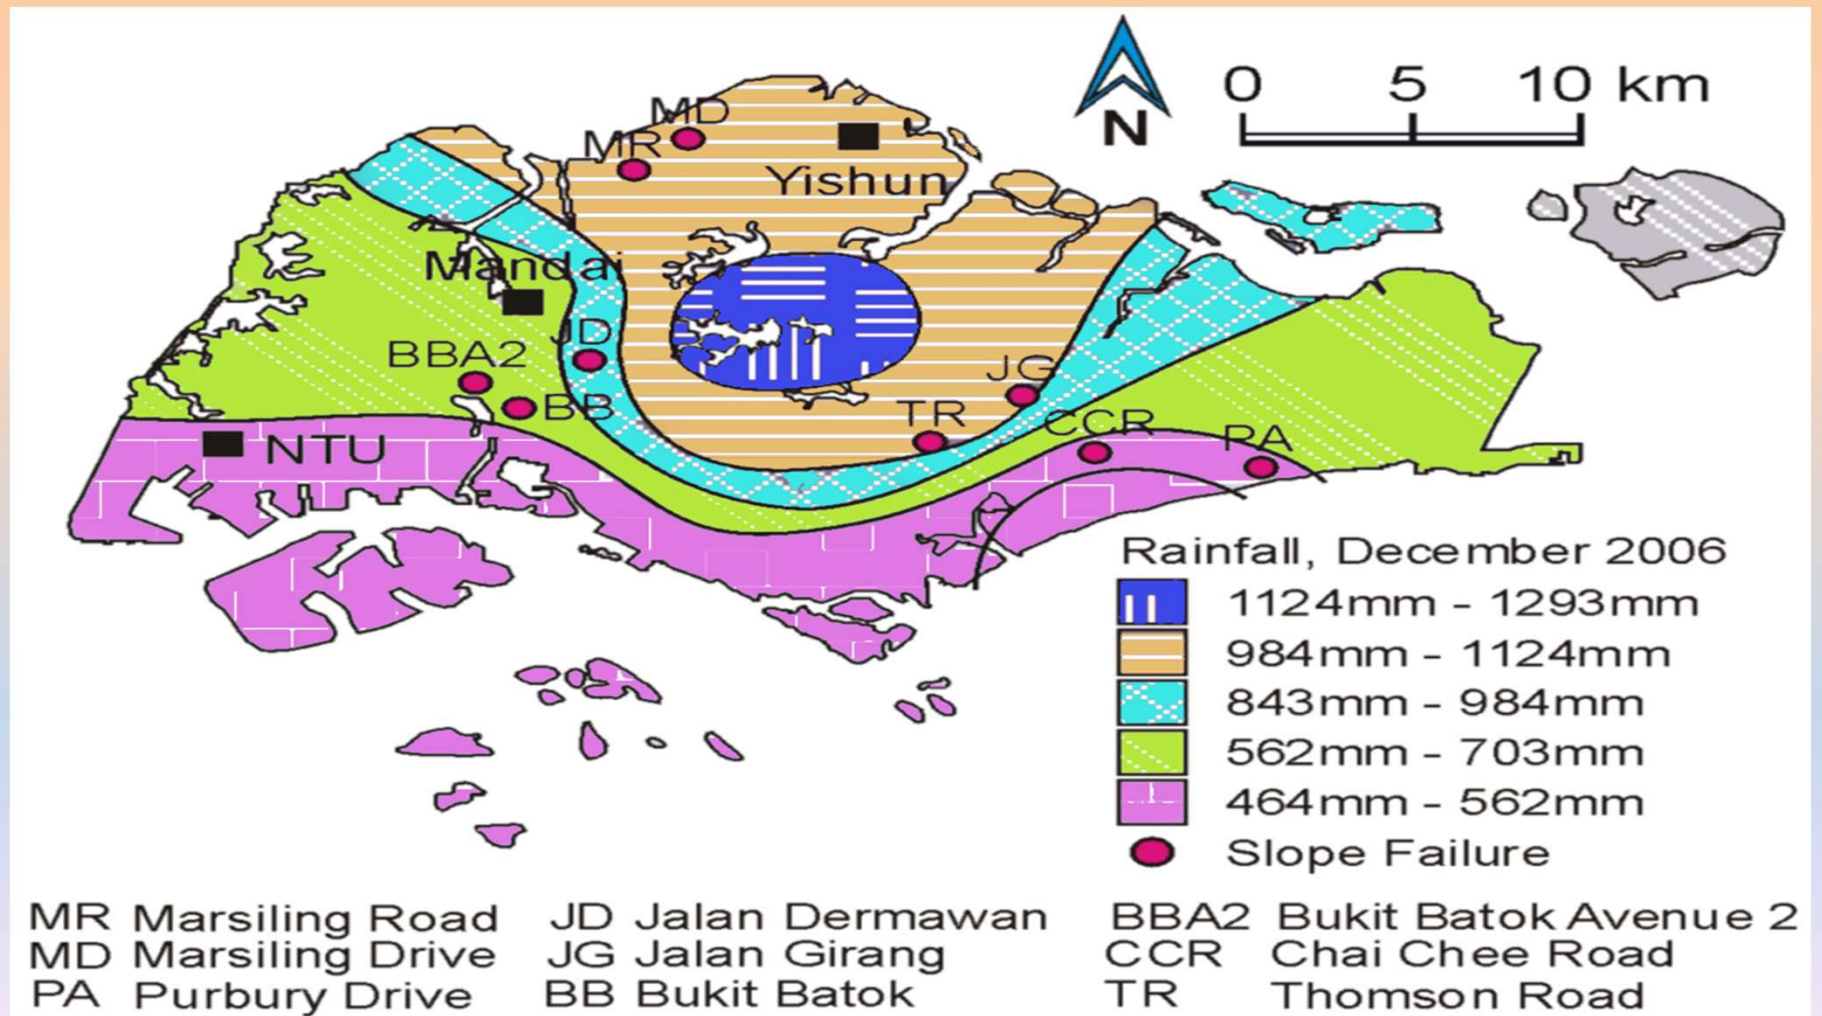 MD
MR
Yishun
N
0 5 10 km
Mandai
JD
BBA2
BB
JG
TR
CCR
PA
NTU
Rainfall, December 2006
1124mm - 1293mm
984mm - 1124mm
843mm - 984mm
562mm - 703mm
464mm - 562mm
Slope Failure
MR Marsiling Road JD Jalan Dermawan BBA2 Bukit Batok Avenue 2
MD Marsiling Drive JG Jalan Girang CCR Chai Chee Road
PA Purbury Drive BB Bukit Batok TR Thomson Road